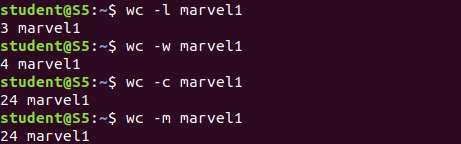 student@S5:~$ wc -l marvel1
3 marvel1
student@S5:~$ wc -w marvel1
4 marvel1
student@S5:~$ wc -c marvel1
24 marvel1
student@S5:~$ wc -m marvel1
24 marvel1